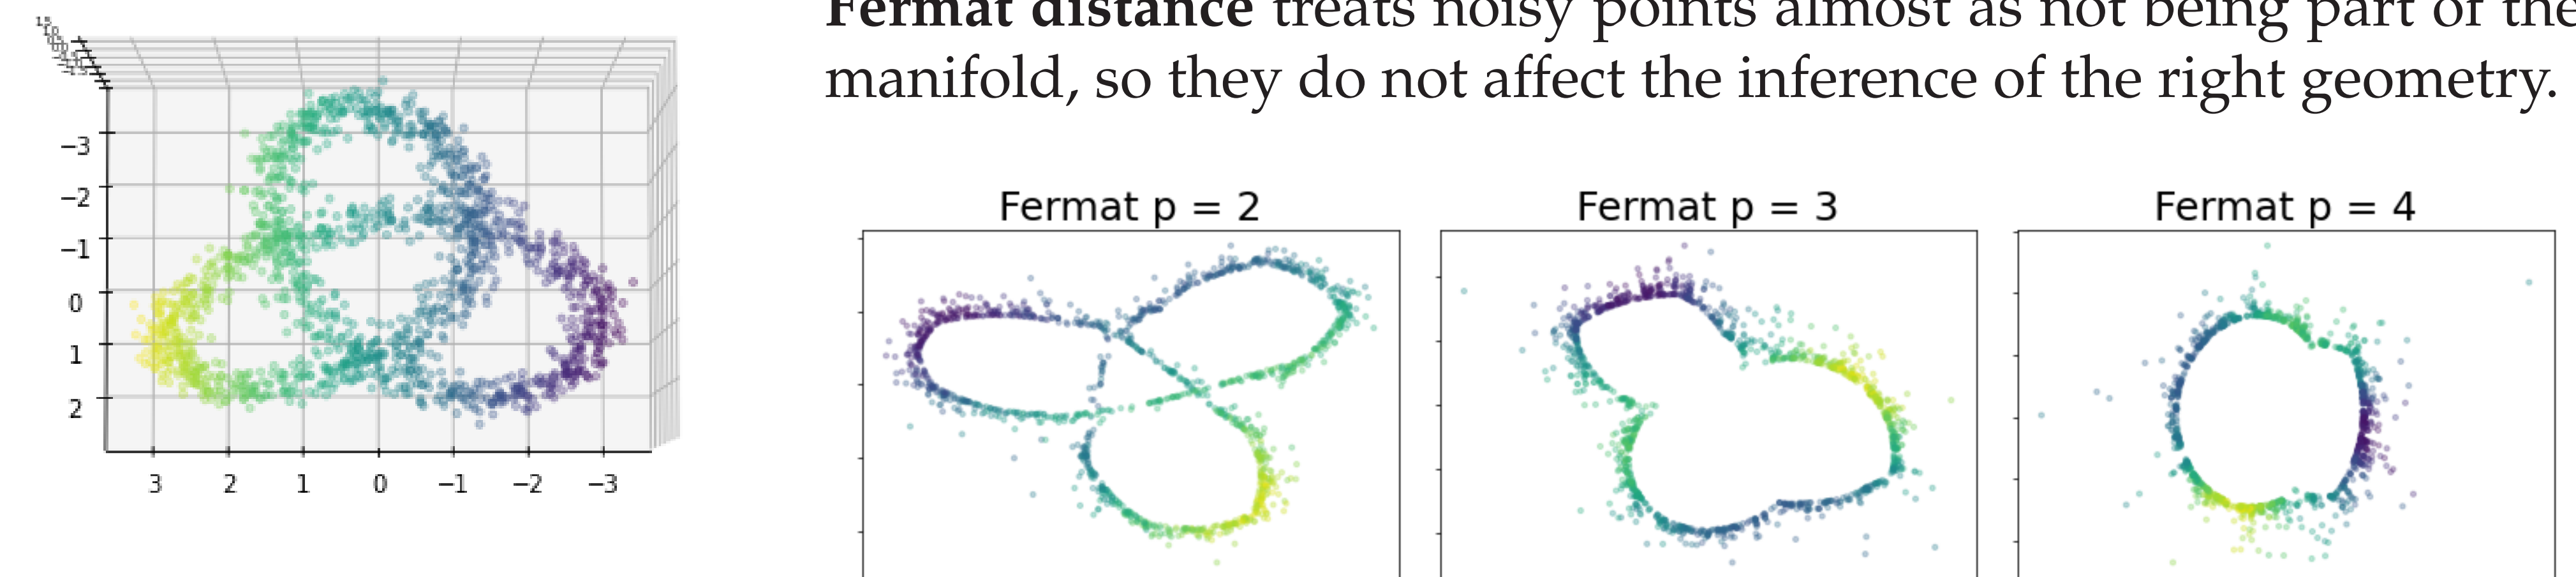 Fermat distance treats noisy points almost as not being part of the
manifold, so they do not affect the inference of the right geometry.
Fermat p = 2
Fermat p = 3
Fermat p = 4
−3
−2
−1
0
1
2
3 2 1 0 −1 −2 −3